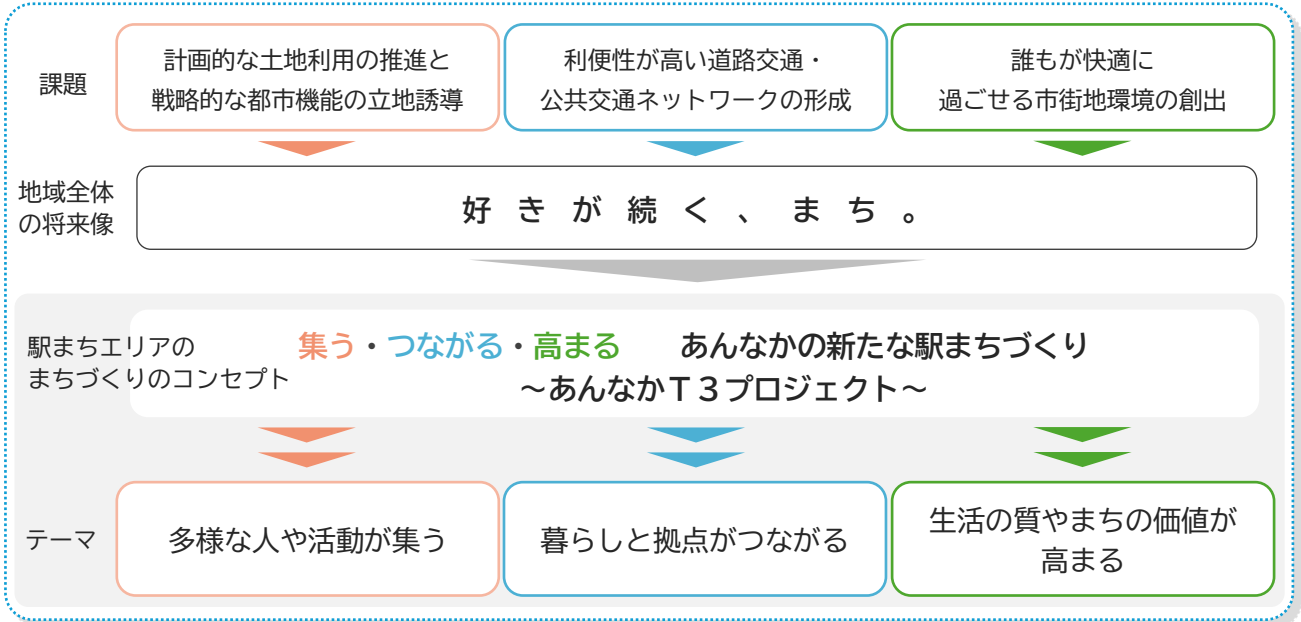 課題
計画的な土地利用の推進と
戦略的な都市機能の立地誘導
利便性が高い道路交通・
公共交通ネットワークの形成
誰もが快適に
過ごせる市街地環境の創出
地域全体
の将来像
好きが続く、まち。
駅まちエリアの
まちづくりのコンセプト
集う・つながる・高まる　あんなかの新たな駅まちづくり
～あんなかＴ３プロジェクト～
テーマ
多様な人や活動が集う
暮らしと拠点がつながる
生活の質やまちの価値が
高まる